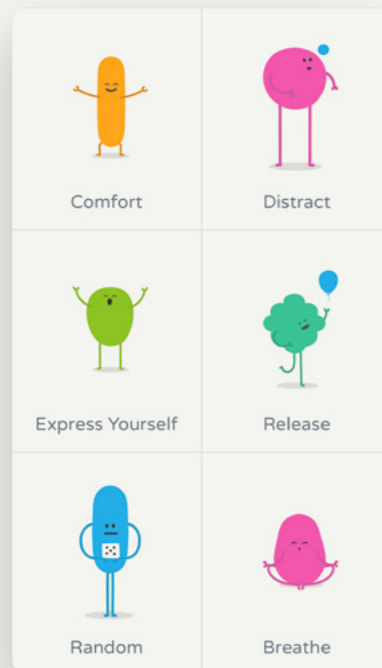 Comfort
Distract
Express Yourself
Release
Random
Breathe